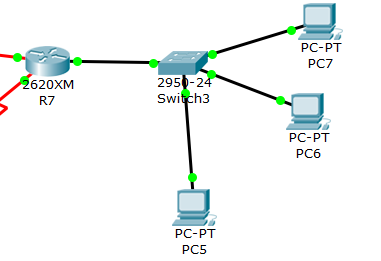 PC-PT
PC7
2620XM
R7
2950-24
Switch3
PC-PT
PC6
PC-PT
PC5